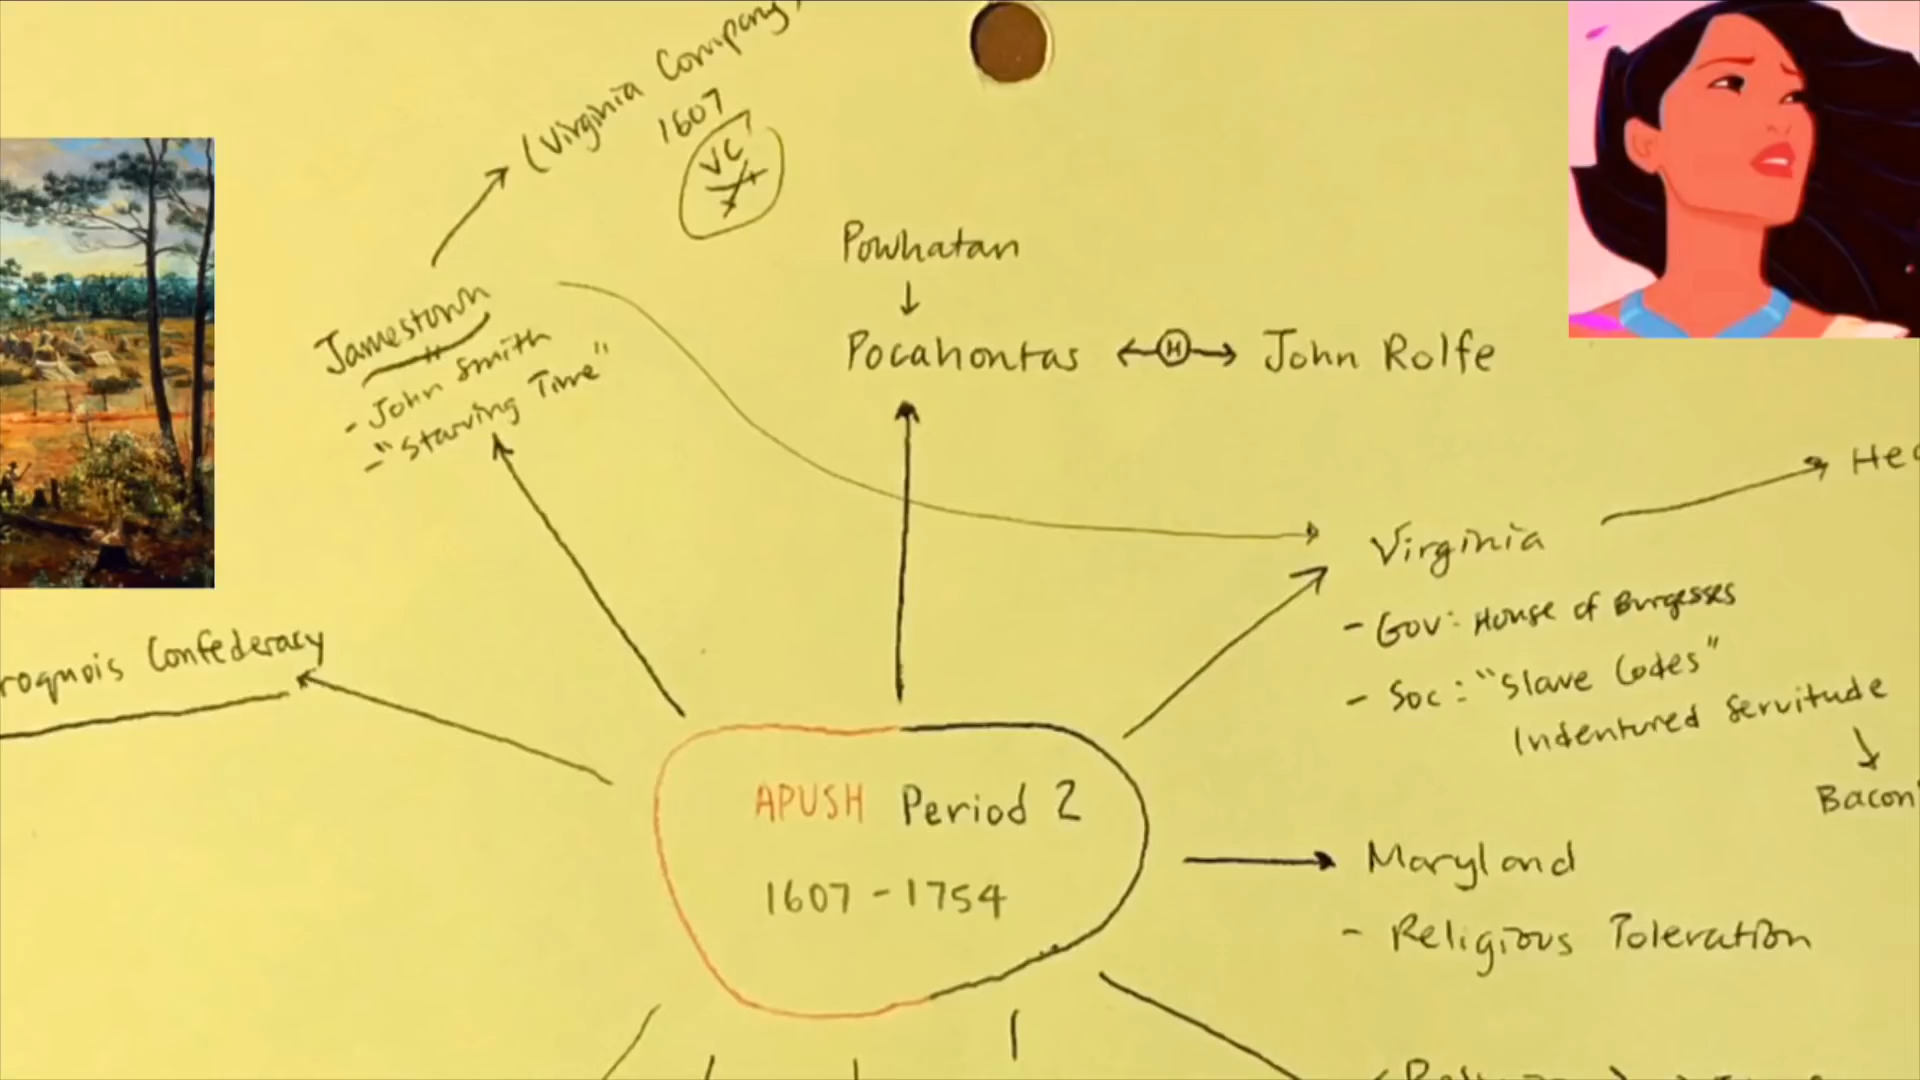 (Virginia Company)
1607
VC
Powhatan
Pocahontas ↔ M ↔ John Rolfe
Jamestown
- John Smith
- "Starving Time"
Virginia
- Gov: House of Burgesses
- Soc: "Slave Codes"
Indentured Servitude
Confederacy
APUSH Period 2
1607 - 1754
Maryland
- Religious Toleration